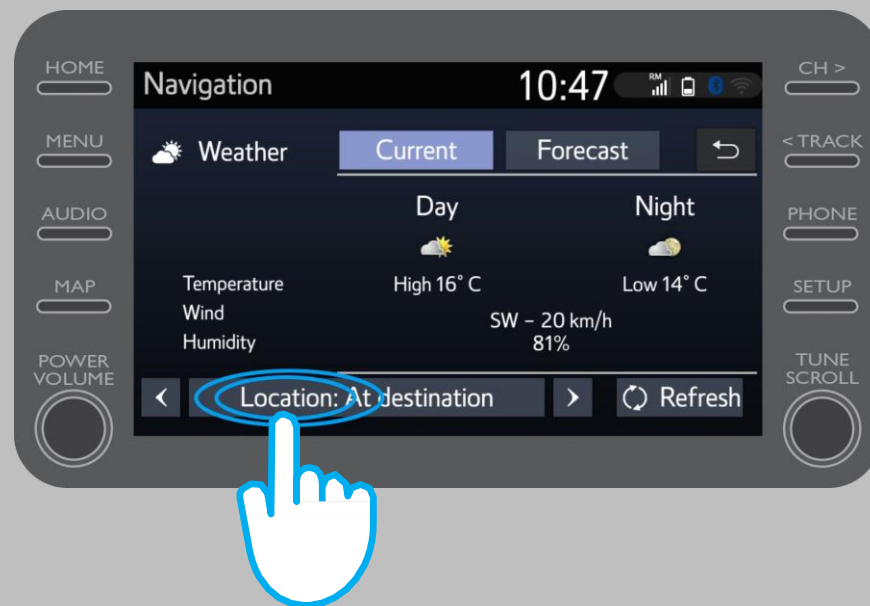 HOME
MENU
AUDIO
MAP
POWER
VOLUME
Navigation
10:47
RM
Weather
Current
Forecast
Day
Night
Temperature
High 16° C
Low 14° C
Wind
SW – 20 km/h
Humidity
81%
<
Location: At destination
>
Refresh
CH >
< TRACK
PHONE
SETUP
TUNE
SCROLL